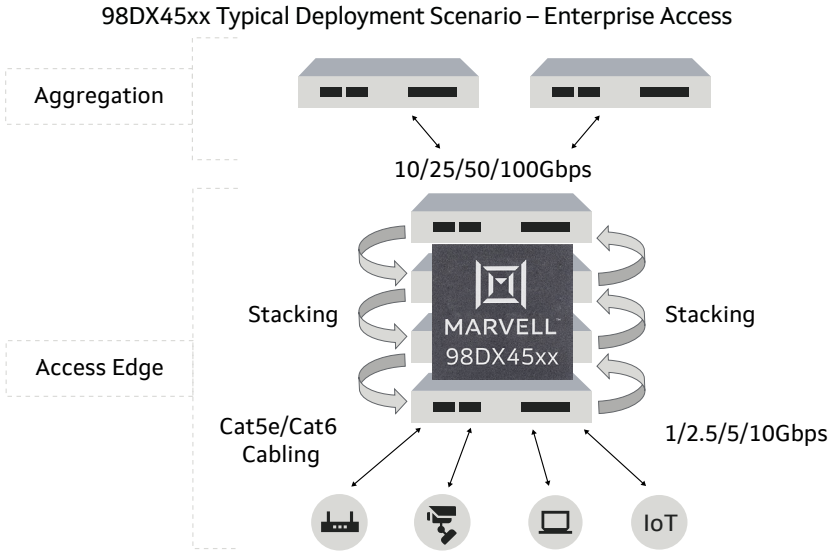 98DX45xx Typical Deployment Scenario – Enterprise Access
Aggregation
10/25/50/100Gbps
MARVELL™
98DX45xx
Stacking
Stacking
Access Edge
Cat5e/Cat6
Cabling
1/2.5/5/10Gbps
IoT